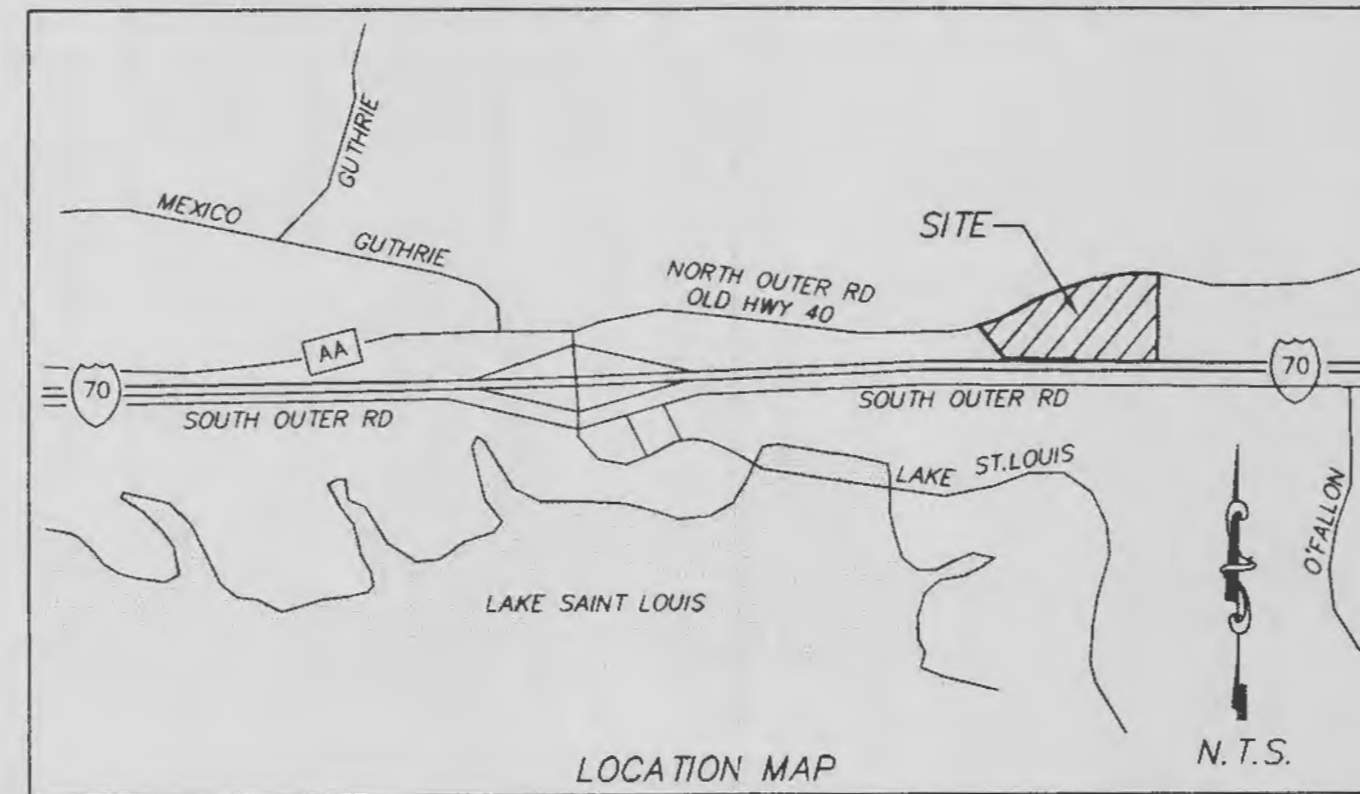 GUTHRIE
MEXICO
GUTHRIE
SITE
NORTH OUTER RD
OLD HWY 40
AA
70
70
SOUTH OUTER RD
SOUTH OUTER RD
LAKE ST.LOUIS
O'FALLON
LAKE SAINT LOUIS
LOCATION MAP
N.T.S.